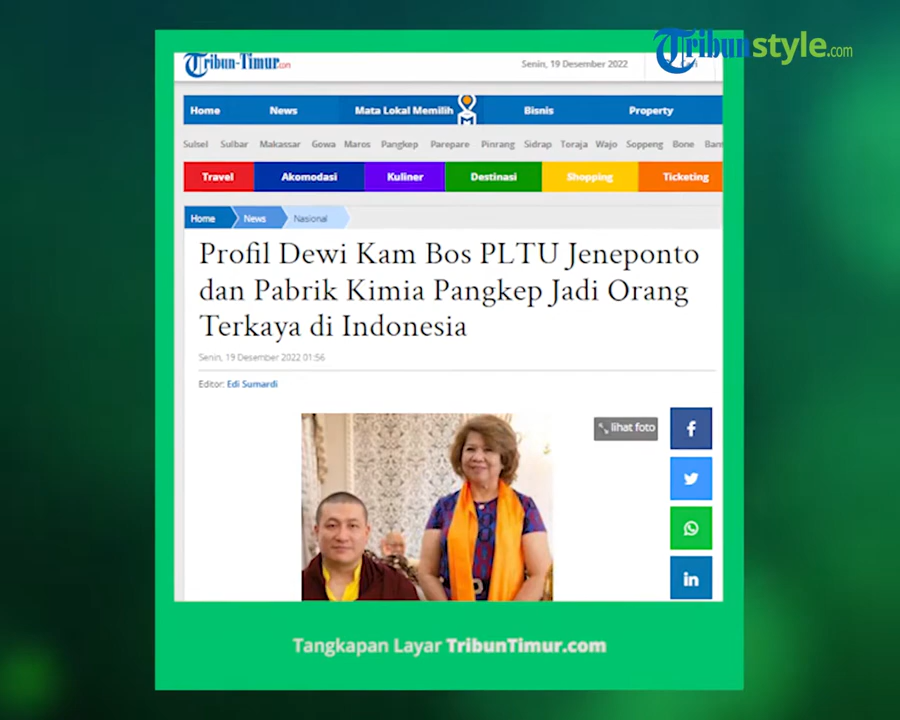 Tribunstyle.com
Tribun-Timur.com
Senin, 19 Desember 2022
Home News Mata Lokal Memilih Bisnis Property
Sulsel Sulbar Makassar Gowa Maros Pangkep Parepare Pinrang Sidrap Toraja Wajo Soppeng Bone Ban
Travel Akomodasi Kuliner Destinasi Shopping Ticketing
Home News Nasional
Profil Dewi Kam Bos PLTU Jeneponto
dan Pabrik Kimia Pangkep Jadi Orang
Terkaya di Indonesia
Senin, 19 Desember 2022 01:56
Editor: Edi Sumardi
lihat foto
Tangkapan Layar TribunTimur.com